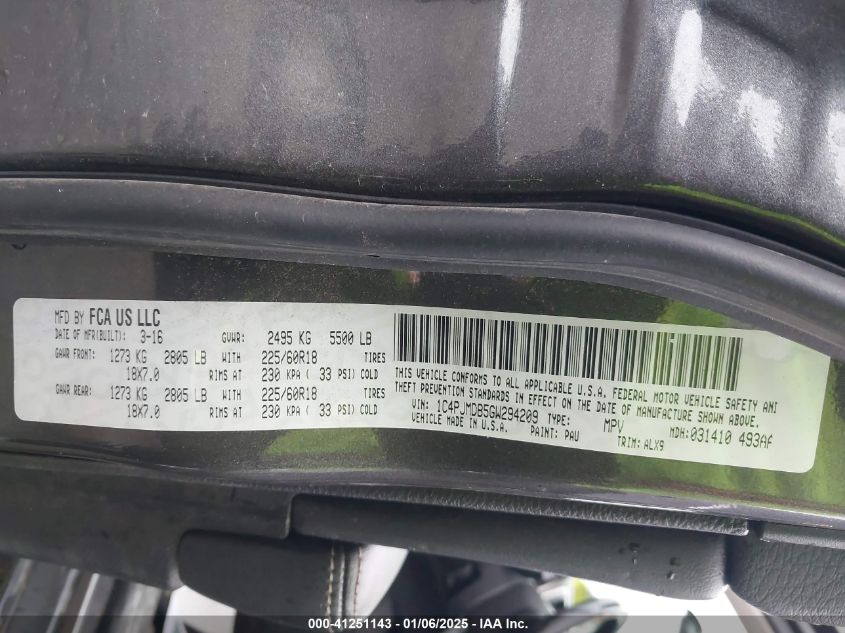 MFD BY FCA US LLC
DATE OF MFR(BUILT): 3-16 GVWR: 2495 KG 5500 LB
GAWR FRONT: 1273 KG 2805 LB WITH 225/60R18 TIRES
18X7.0 RIMS AT 230 KPA ( 33 PSI) COLD
GAWR REAR: 1273 KG 2805 LB WITH 225/60R18 TIRES
18X7.0 RIMS AT 230 KPA ( 33 PSI) COLD
THIS VEHICLE CONFORMS TO ALL APPLICABLE U.S.A. FEDERAL MOTOR VEHICLE SAFETY AND
THEFT PREVENTION STANDARDS IN EFFECT ON THE DATE OF MANUFACTURE SHOWN ABOVE.
VIN: 1C4PJMDB5GW294209 TYPE: MPV MDH:031410 493AF
VEHICLE MADE IN U.S.A. PAINT: PAU TRIM: ALX9
000-41251143 - 01/06/2025 - IAA Inc.